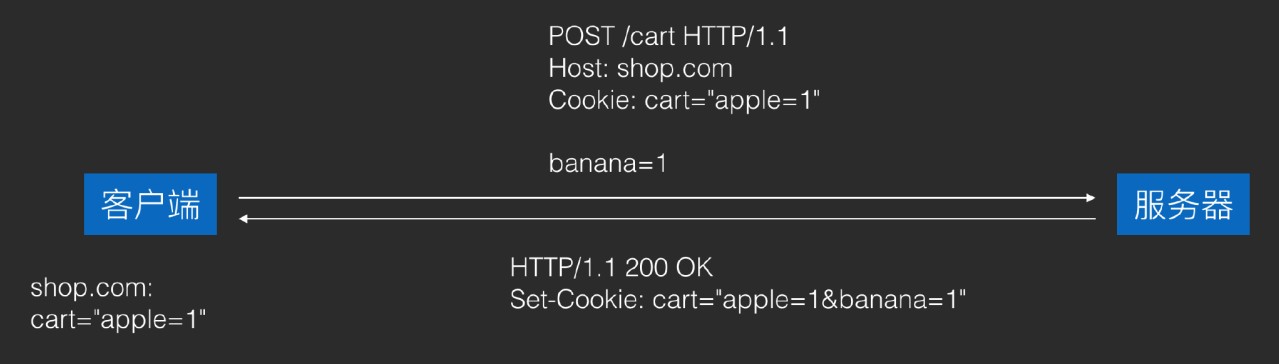 POST /cart HTTP/1.1
Host: shop.com
Cookie: cart="apple=1"
banana=1
客户端
服务器
HTTP/1.1 200 OK
Set-Cookie: cart="apple=1&banana=1"
shop.com:
cart="apple=1"